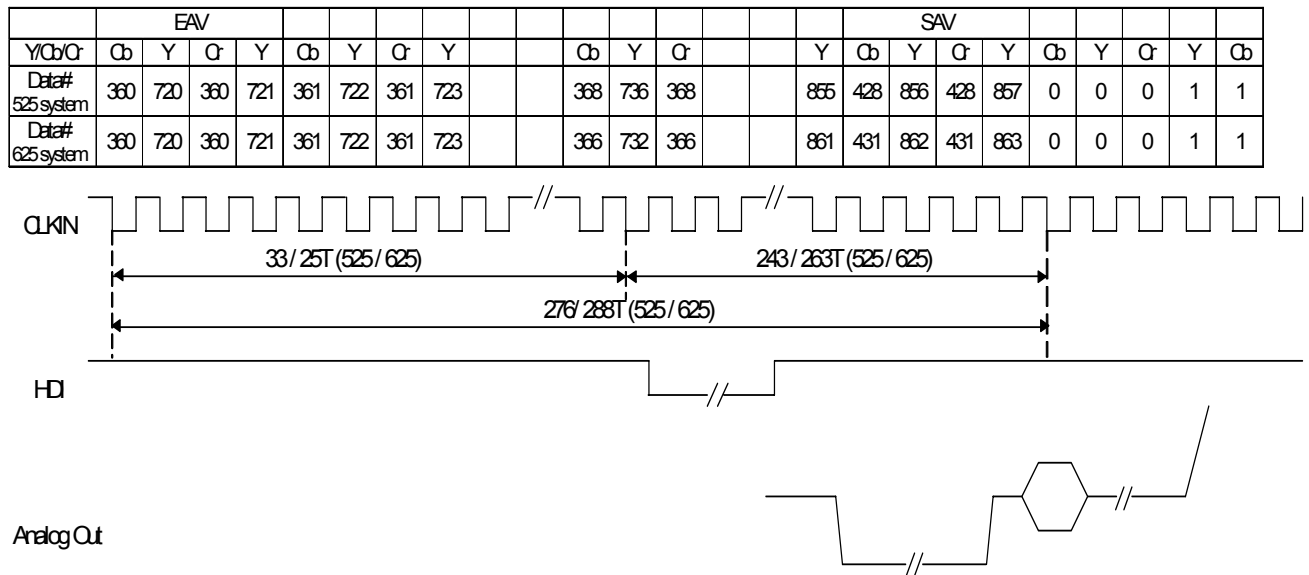 EAV SAV
Y/Cb/Cr Cb Y Cr Y Cb Y Cr Y Cb Y Cr Y Cb Y Cr Y Cb Y Cr Y Cb
Data#
525 system 360 720 360 721 361 722 361 723 368 736 368 855 428 856 428 857 0 0 0 1 1
Data#
625 system 360 720 360 721 361 722 361 723 366 732 366 861 431 862 431 863 0 0 0 1 1
CLKIN
33 / 25T (525 / 625) 243 / 263T (525 / 625)
276/ 288T (525 / 625)
HDI
Analog Out